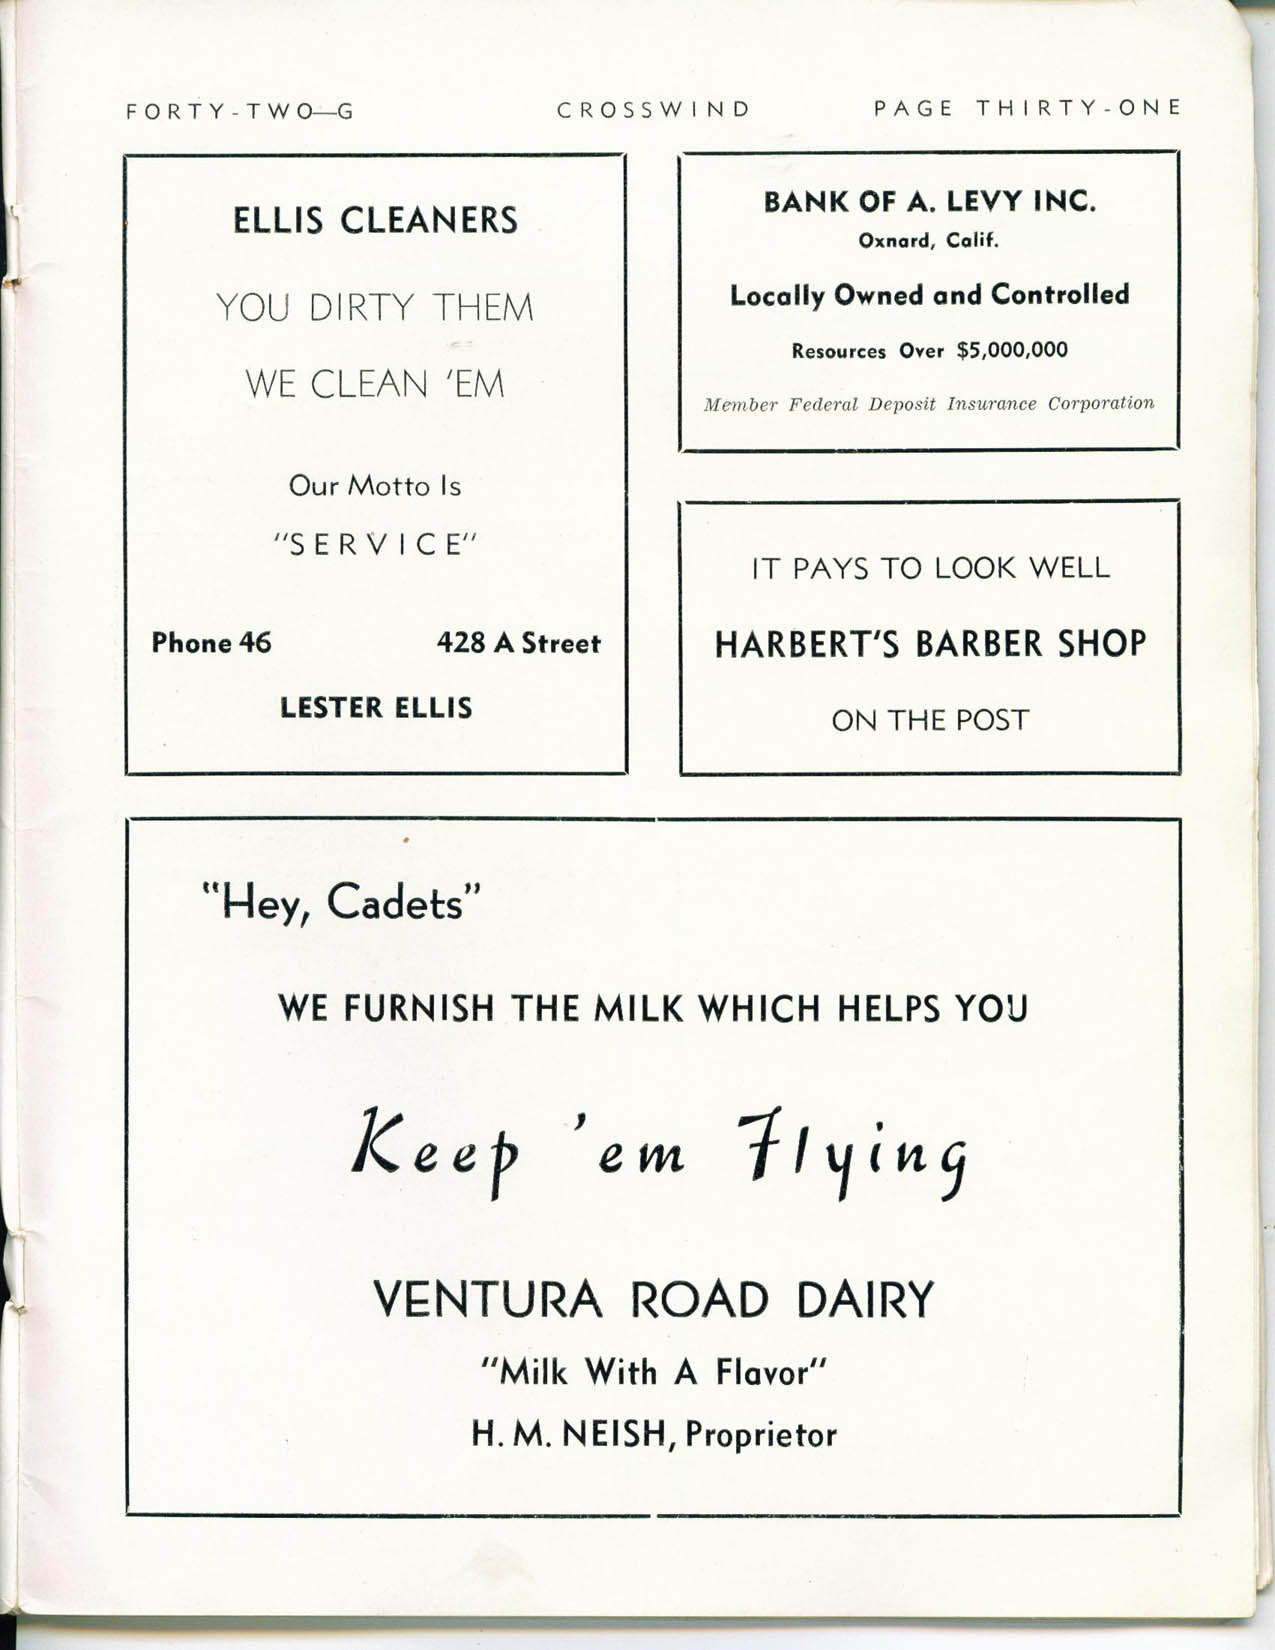 FORTY-TWO—G CROSSWIND PAGE THIRTY-ONE
ELLIS CLEANERS
YOU DIRTY THEM
WE CLEAN 'EM
Our Motto Is
"SERVICE"
Phone 46 428 A Street
LESTER ELLIS
BANK OF A. LEVY INC.
Oxnard, Calif.
Locally Owned and Controlled
Resources Over $5,000,000
Member Federal Deposit Insurance Corporation
IT PAYS TO LOOK WELL
HARBERT'S BARBER SHOP
ON THE POST
"Hey, Cadets"
WE FURNISH THE MILK WHICH HELPS YOU
Keep 'em Flying
VENTURA ROAD DAIRY
"Milk With A Flavor"
H. M. NEISH, Proprietor